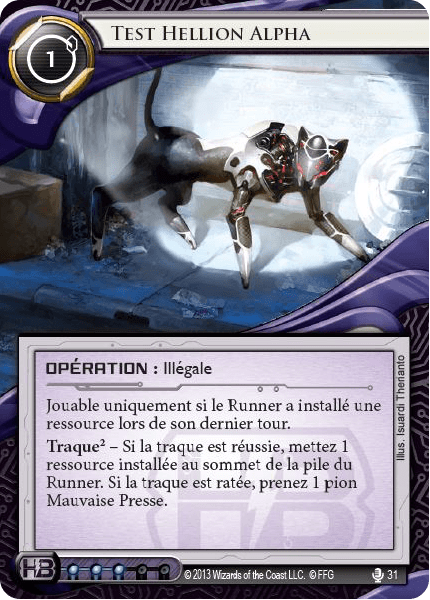 Test Hellion Alpha
1
OPÉRATION : Illégale
Jouable uniquement si le Runner a installé une
ressource lors de son dernier tour.
Traque² – Si la traque est réussie, mettez 1
ressource installée au sommet de la pile du
Runner. Si la traque est ratée, prenez 1 pion
Mauvaise Presse.
Illus. Isuardi Therianto
HB
© 2013 Wizards of the Coast LLC. © FFG
31